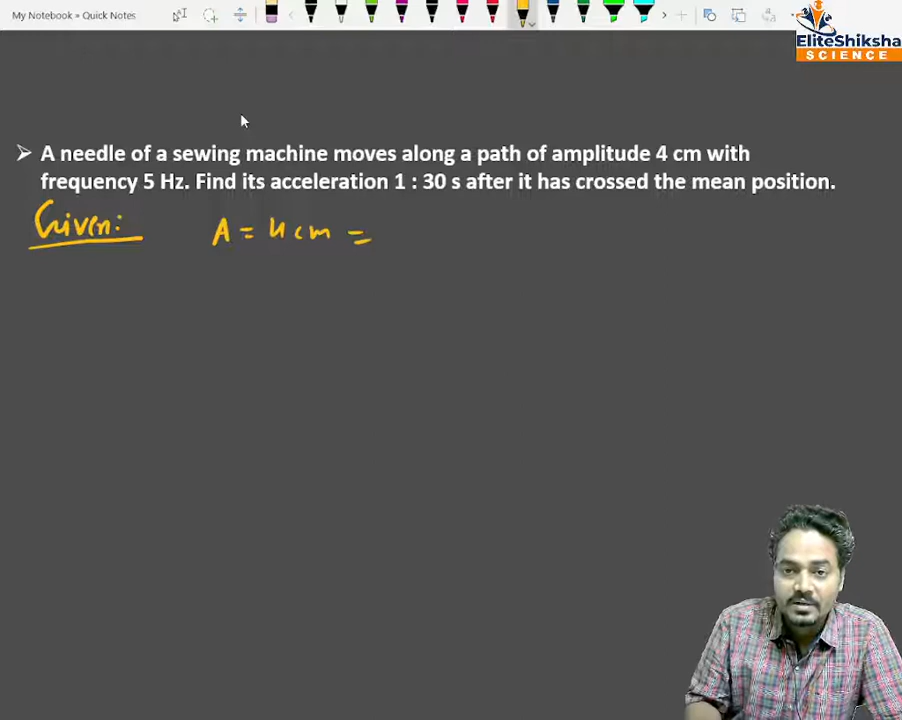 My Notebook » Quick Notes
EliteShiksha
SCIENCE
➢ A needle of a sewing machine moves along a path of amplitude 4 cm with
frequency 5 Hz. Find its acceleration 1 : 30 s after it has crossed the mean position.
Given: A = 4 cm =